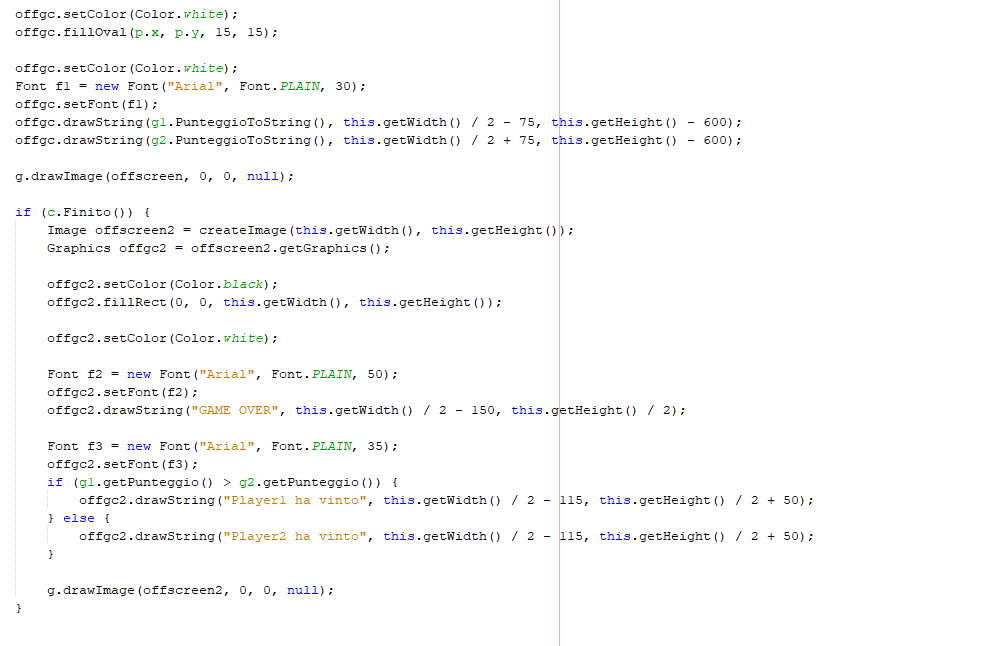 offgc.setColor(Color.white);
offgc.fillOval(p.x, p.y, 15, 15);

offgc.setColor(Color.white);
Font f1 = new Font("Arial", Font.PLAIN, 30);
offgc.setFont(f1);
offgc.drawString(g1.PunteggioToString(), this.getWidth() / 2 - 75, this.getHeight() - 600);
offgc.drawString(g2.PunteggioToString(), this.getWidth() / 2 + 75, this.getHeight() - 600);

g.drawImage(offscreen, 0, 0, null);

if (c.Finito()) {
    Image offscreen2 = createImage(this.getWidth(), this.getHeight());
    Graphics offgc2 = offscreen2.getGraphics();

    offgc2.setColor(Color.black);
    offgc2.fillRect(0, 0, this.getWidth(), this.getHeight());

    offgc2.setColor(Color.white);

    Font f2 = new Font("Arial", Font.PLAIN, 50);
    offgc2.setFont(f2);
    offgc2.drawString("GAME OVER", this.getWidth() / 2 - 150, this.getHeight() / 2);

    Font f3 = new Font("Arial", Font.PLAIN, 35);
    offgc2.setFont(f3);
    if (g1.getPunteggio() > g2.getPunteggio()) {
        offgc2.drawString("Player1 ha vinto", this.getWidth() / 2 - 115, this.getHeight() / 2 + 50);
    } else {
        offgc2.drawString("Player2 ha vinto", this.getWidth() / 2 - 115, this.getHeight() / 2 + 50);
    }

    g.drawImage(offscreen2, 0, 0, null);
}